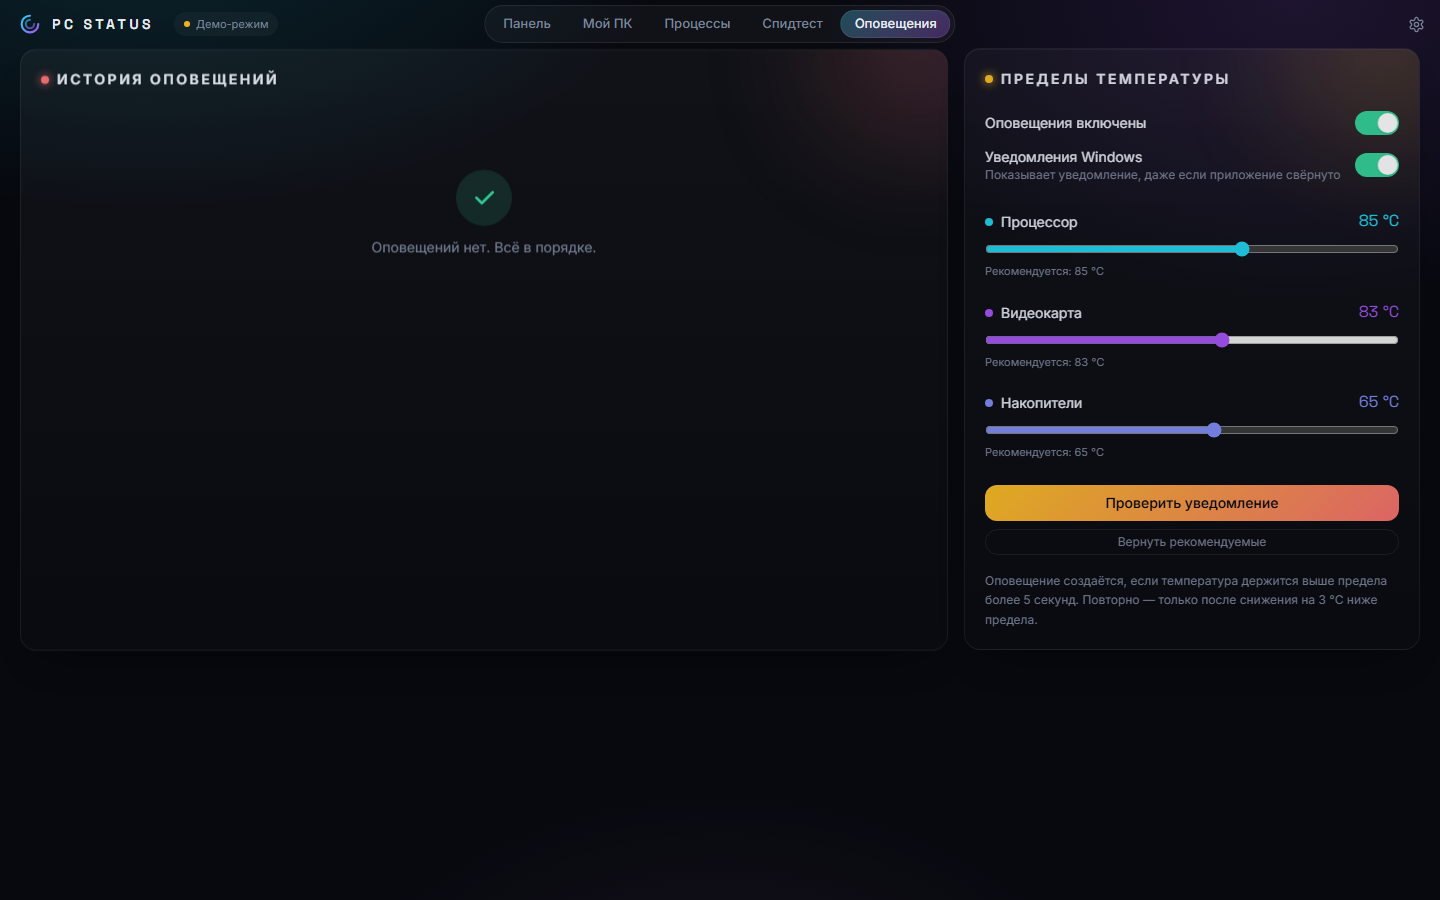 PC STATUS
Демо-режим
Панель
Мой ПК
Процессы
Спидтест
Оповещения
ИСТОРИЯ ОПОВЕЩЕНИЙ
Оповещений нет. Всё в порядке.
ПРЕДЕЛЫ ТЕМПЕРАТУРЫ
Оповещения включены
Уведомления Windows
Показывает уведомление, даже если приложение свёрнуто
Процессор 85 °C
Рекомендуется: 85 °C
Видеокарта 83 °C
Рекомендуется: 83 °C
Накопители 65 °C
Рекомендуется: 65 °C
Проверить уведомление
Вернуть рекомендуемые
Оповещение создаётся, если температура держится выше предела
более 5 секунд. Повторно — только после снижения на 3 °C ниже
предела.